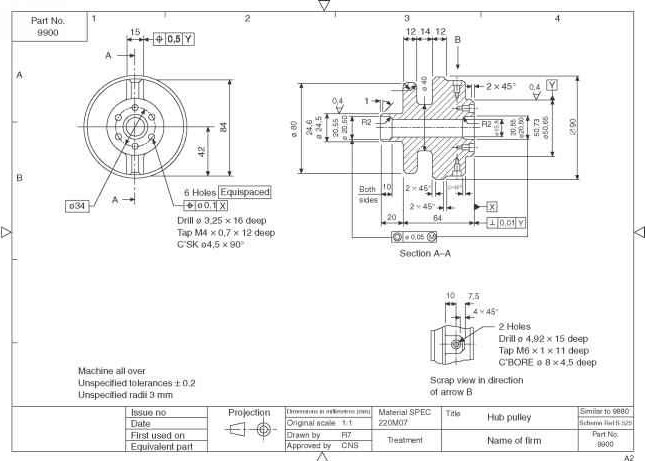 Part No.
9900
1
2
3
4
A
B
15
⌖ 0,5 Y
A
A
84
42
ø34
6 Holes Equispaced
⌖ ø 0.1 X
Drill ø 3,25 × 16 deep
Tap M4 × 0,7 × 12 deep
C'SK ø4,5 × 90°
12 14 12
B
2 × 45°
0,4
Y
ø 40
0,4
1
ø 80
24.6
ø 24.5
20,55
ø 20,50
R2
R2
20,55
ø20,50
50,73
ø50,65
ø90
Both
sides
10
2 × 45°
2 × 45°
X
20
64
⊥ 0,01 Y
ø 0,05 M
Section A–A
10 7,5
4 × 45°
2 Holes
Drill ø 4,92 × 15 deep
Tap M6 × 1 × 11 deep
C'BORE ø 8 × 4,5 deep
Scrap view in direction
of arrow B
Machine all over
Unspecified tolerances ± 0,2
Unspecified radii 3 mm
Issue no
Date
First used on
Equivalent part
Projection
Dimensions in millimetres (mm)
Original scale 1:1
Drawn by
Approved by CNS
Material SPEC
220M07
Treatment
Title
Hub pulley
Name of firm
Similar to 9880
Part No.
9900
A2